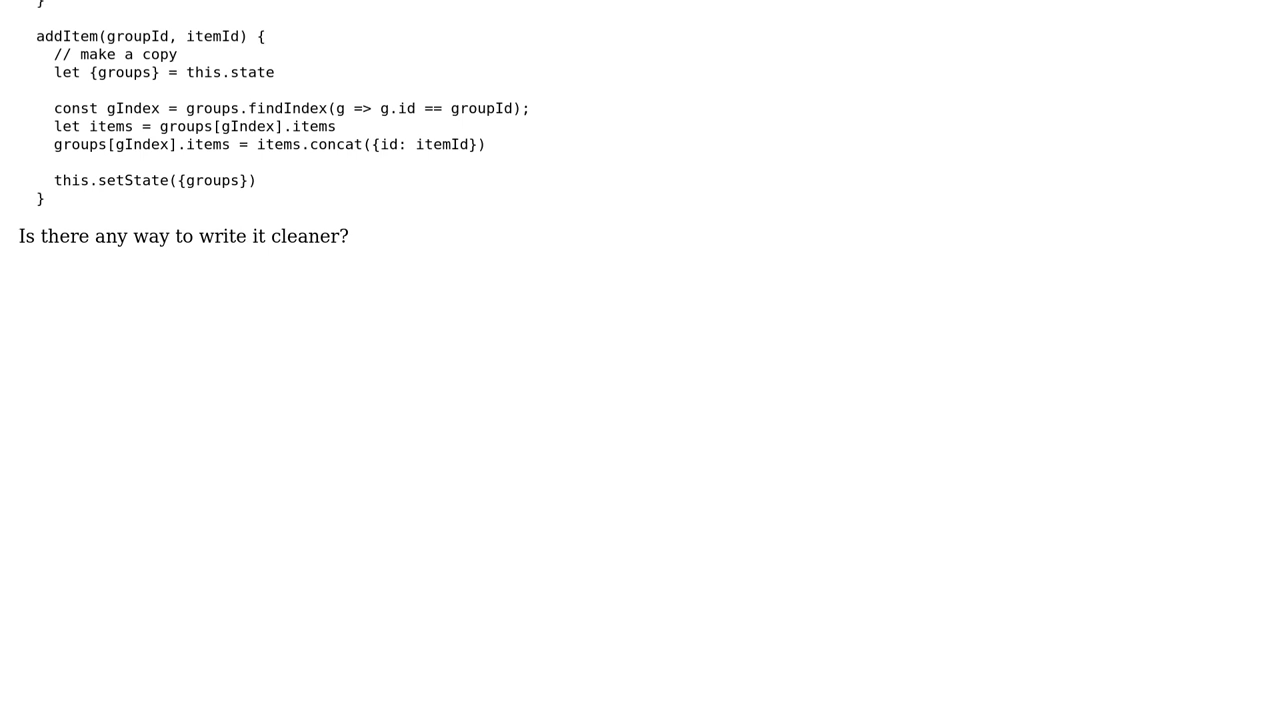 }
addItem(groupId, itemId) {
// make a copy
let {groups} = this.state
const gIndex = groups.findIndex(g => g.id == groupId);
let items = groups[gIndex].items
groups[gIndex].items = items.concat({id: itemId})
this.setState({groups})
}
Is there any way to write it cleaner?